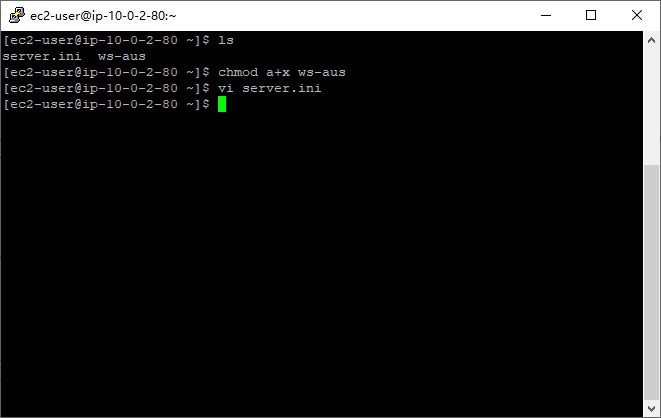 ec2-user@ip-10-0-2-80:~
[ec2-user@ip-10-0-2-80 ~]$ ls
server.ini  ws-aus
[ec2-user@ip-10-0-2-80 ~]$ chmod a+x ws-aus
[ec2-user@ip-10-0-2-80 ~]$ vi server.ini
[ec2-user@ip-10-0-2-80 ~]$